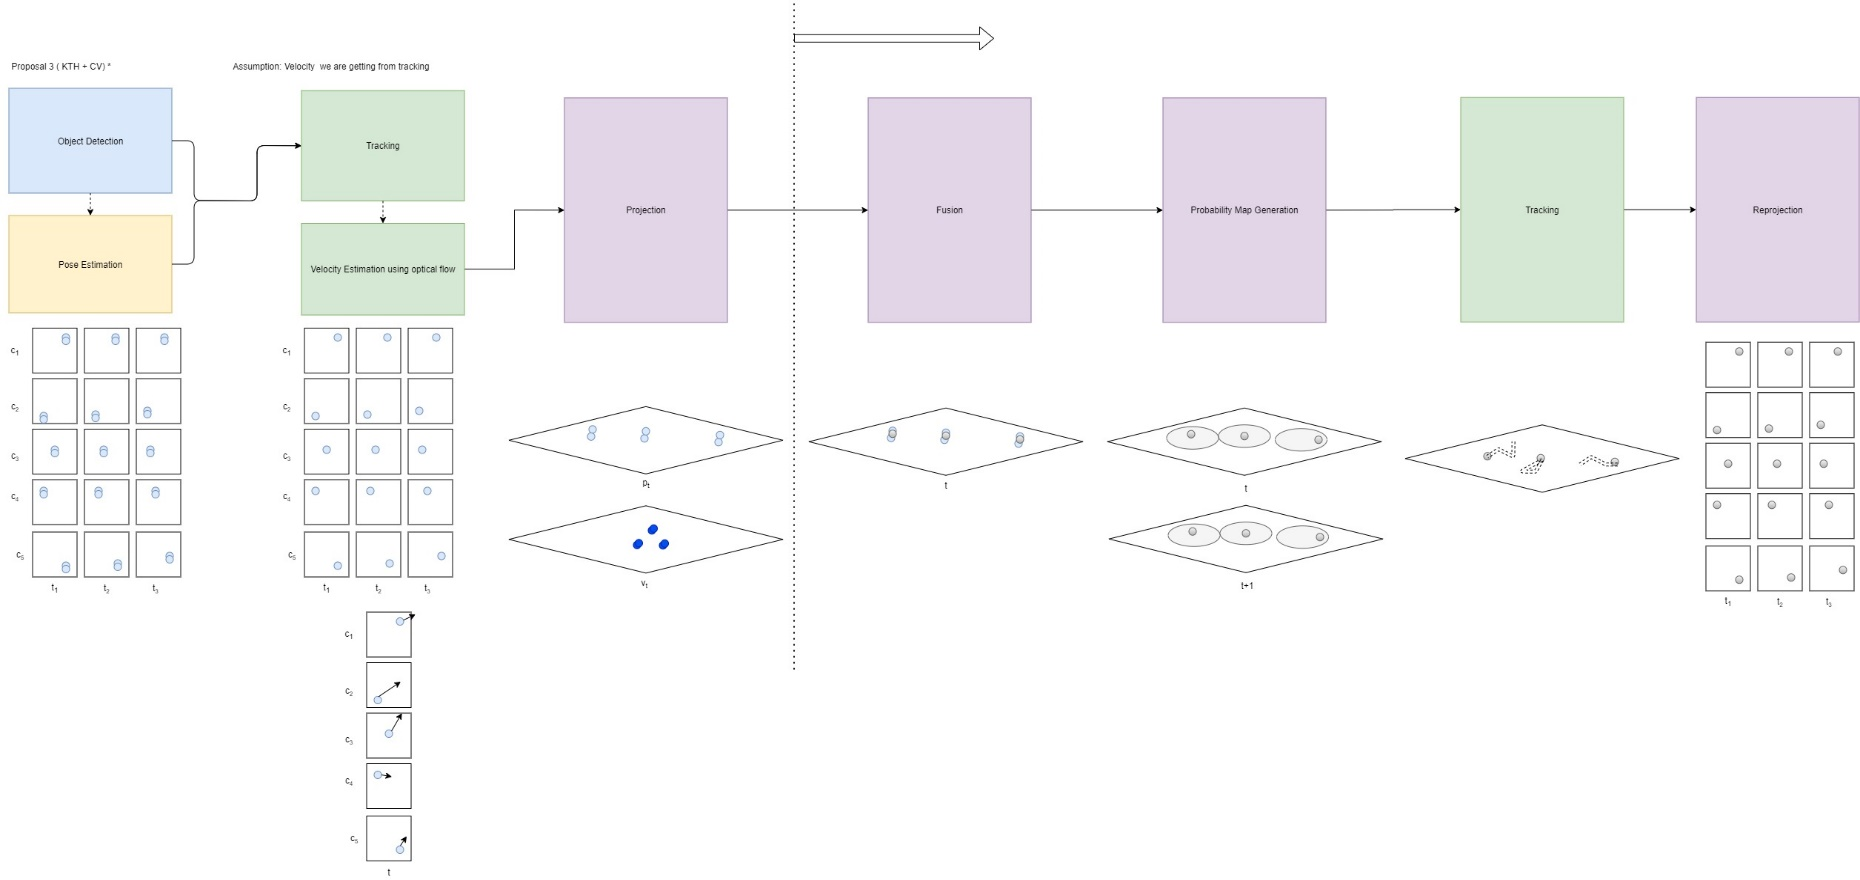 Proposal 3 ( KTH + CV) *
Assumption: Velocity we are getting from tracking
Object Detection
Pose Estimation
Tracking
Velocity Estimation using optical flow
Projection
Fusion
Probability Map Generation
Tracking
Reprojection
c1
c2
c3
c4
c5
t1 t2 t3
c1
c2
c3
c4
c5
t1 t2 t3
c1
c2
c3
c4
c5
t
pt
vt
t
t
t+1
t1 t2 t3